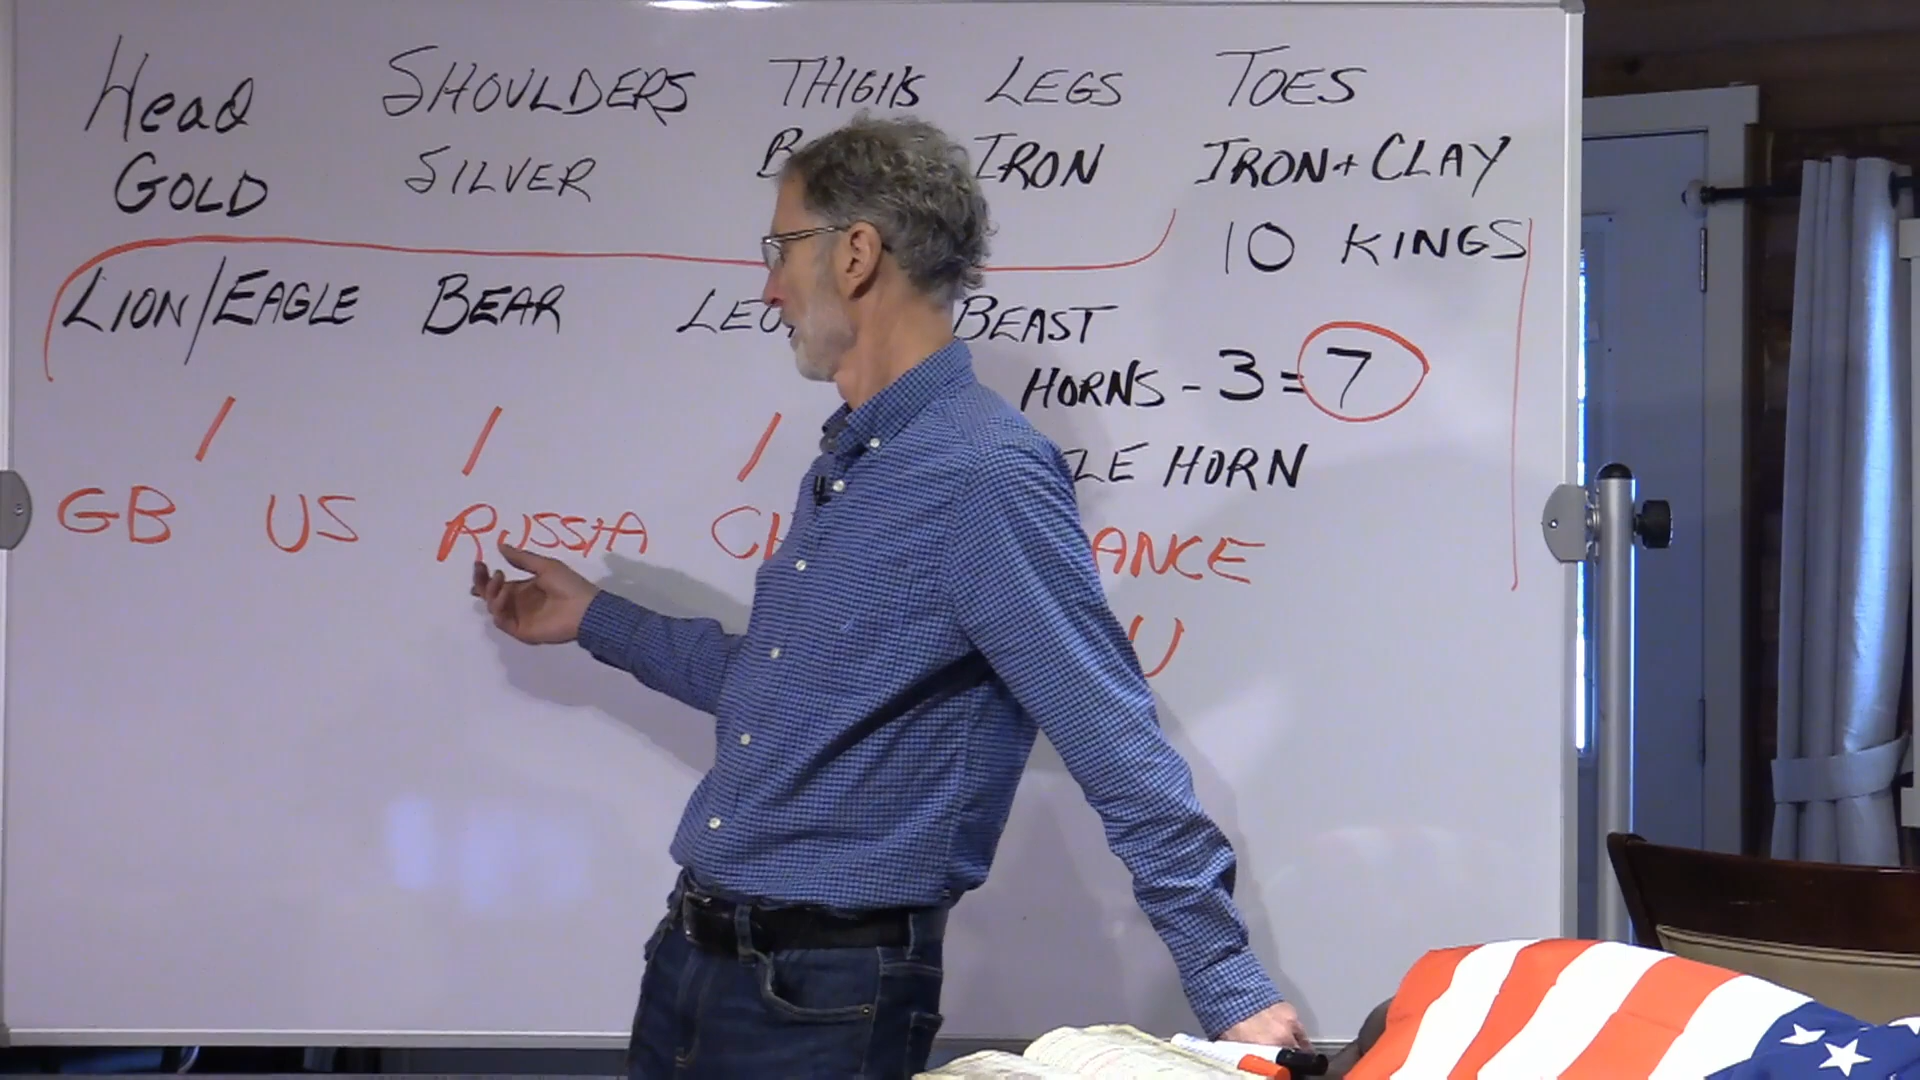 Head SHOULDERS THIGHS LEGS TOES
GOLD SILVER IRON IRON + CLAY
10 KINGS
LION/EAGLE BEAR BEAST
HORNS - 3 = 7
HORN
GB US RUSSIA